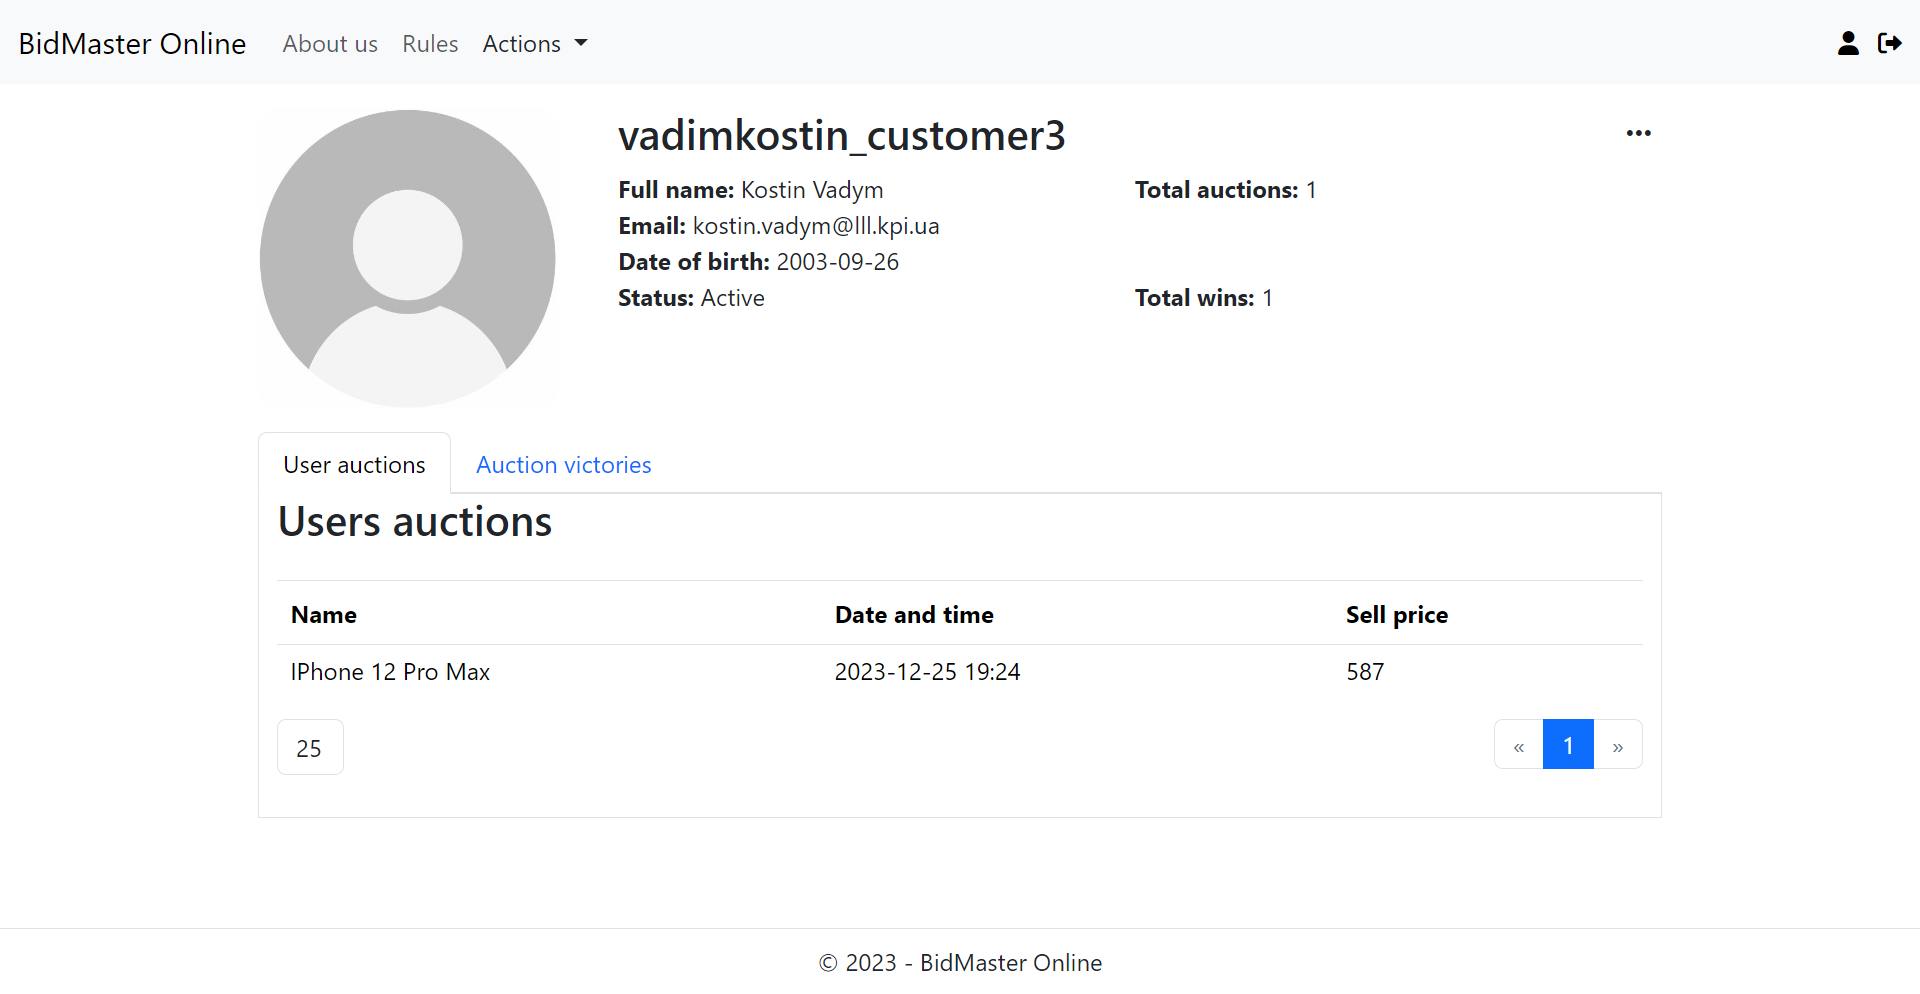 BidMaster Online About us Rules Actions
vadimkostin_customer3
Full name: Kostin Vadym Total auctions: 1
Email: kostin.vadym@lll.kpi.ua
Date of birth: 2003-09-26
Status: Active Total wins: 1
User auctions Auction victories
Users auctions
Name Date and time Sell price
IPhone 12 Pro Max 2023-12-25 19:24 587
25 « 1 »
© 2023 - BidMaster Online